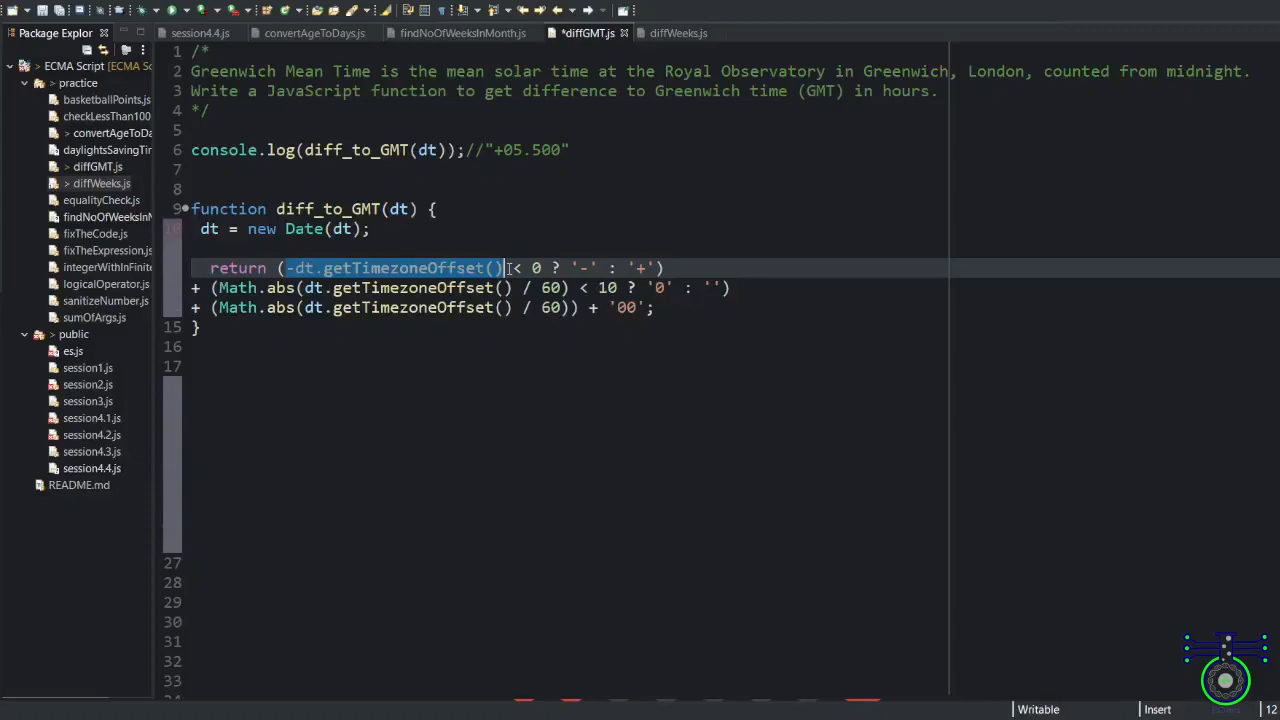 Package Explor
session4.4.js
convertAgeToDays.js
findNoOfWeeksInMonth.js
*diffGMT.js
diffWeeks.js
ECMA Script [ECMA Sc
practice
basketballPoints.js
checkLessThan100
convertAgeToDa
daylightsSavingTin
diffGMT.js
diffWeeks.js
equalityCheck.js
findNoOfWeeksInM
fixTheCode.js
fixTheExpression.js
integerWithinFinite
logicalOperator.js
sanitizeNumber.js
sumOfArgs.js
public
es.js
session1.js
session2.js
session3.js
session4.1.js
session4.2.js
session4.3.js
session4.4.js
README.md
1 /*
2 Greenwich Mean Time is the mean solar time at the Royal Observatory in Greenwich, London, counted from midnight.
3 Write a JavaScript function to get difference to Greenwich time (GMT) in hours.
4 */
5
6 console.log(diff_to_GMT(dt));//"+05.500"
7
8
9 function diff_to_GMT(dt) {
10 dt = new Date(dt);
return (-dt.getTimezoneOffset() < 0 ? '-' : '+')
+ (Math.abs(dt.getTimezoneOffset() / 60) < 10 ? '0' : '')
+ (Math.abs(dt.getTimezoneOffset() / 60)) + '00';
15 }
16
17
27
28
29
30
31
32
33
Writable
Insert
12